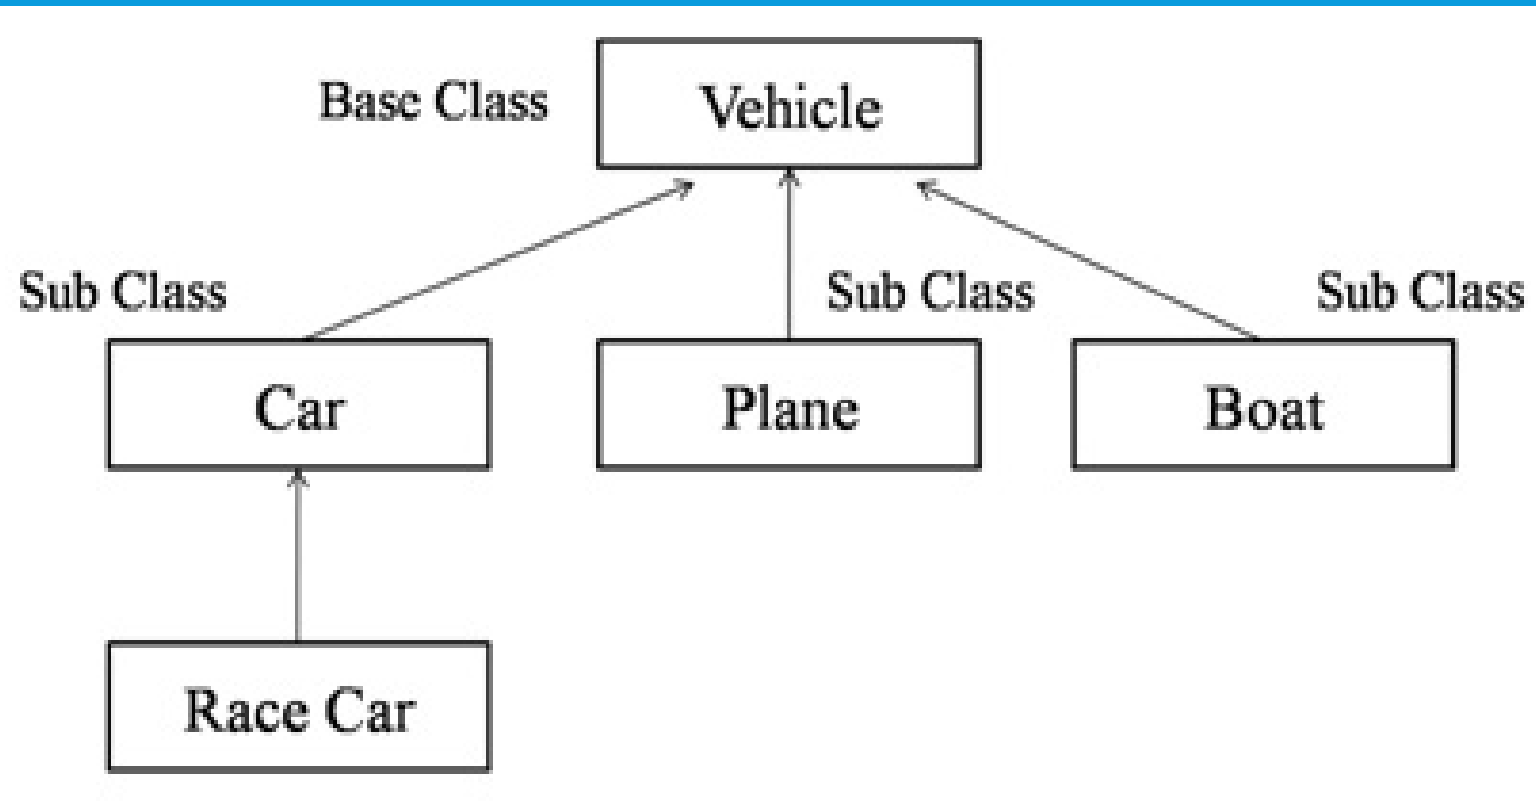 Base Class
Vehicle
Sub Class
Sub Class
Sub Class
Car
Plane
Boat
Race Car